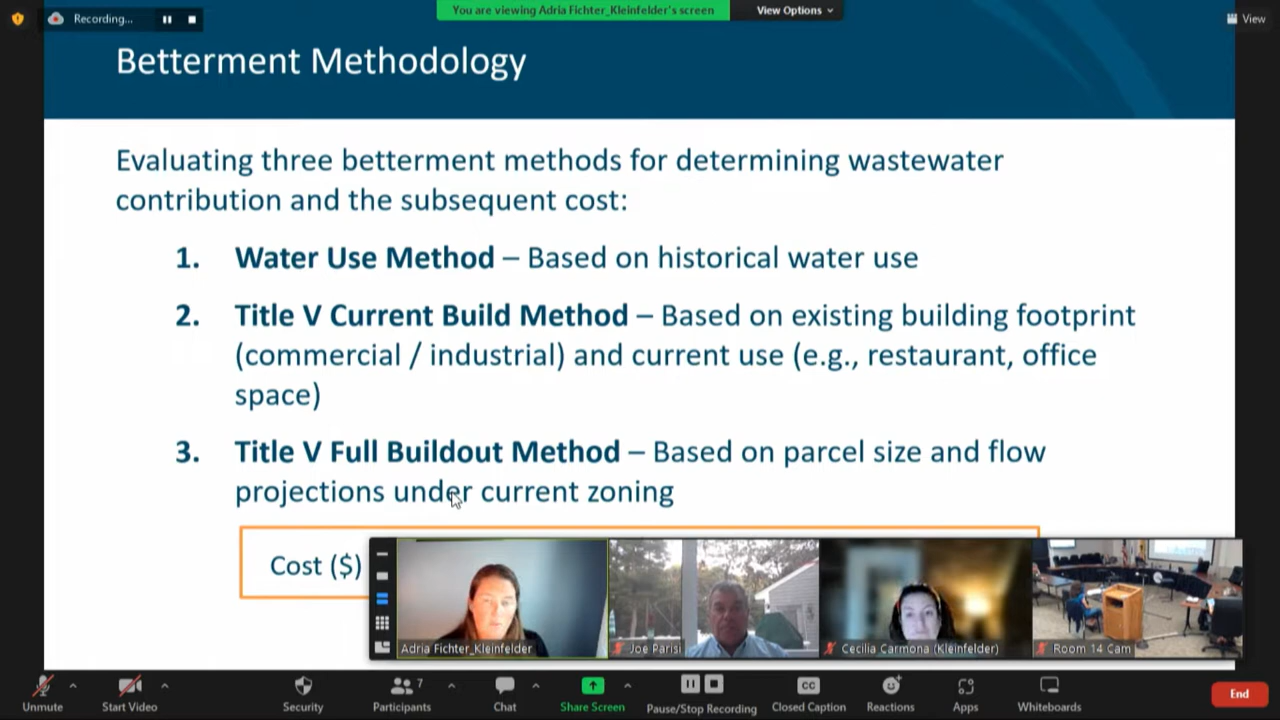 Recording...
You are viewing Adria Fichter_Kleinfelder's screen
View Options
View
Betterment Methodology
Evaluating three betterment methods for determining wastewater
contribution and the subsequent cost:
1. Water Use Method – Based on historical water use
2. Title V Current Build Method – Based on existing building footprint
(commercial / industrial) and current use (e.g., restaurant, office
space)
3. Title V Full Buildout Method – Based on parcel size and flow
projections under current zoning
Cost ($)
Adria Fichter_Kleinfelder
Joe Parisi
Cecilia Carmona (Kleinfelder)
Room 14 Cam
Unmute
Start Video
Security
7
Participants
Chat
Share Screen
Pause/Stop Recording
CC
Closed Caption
Reactions
Apps
Whiteboards
End